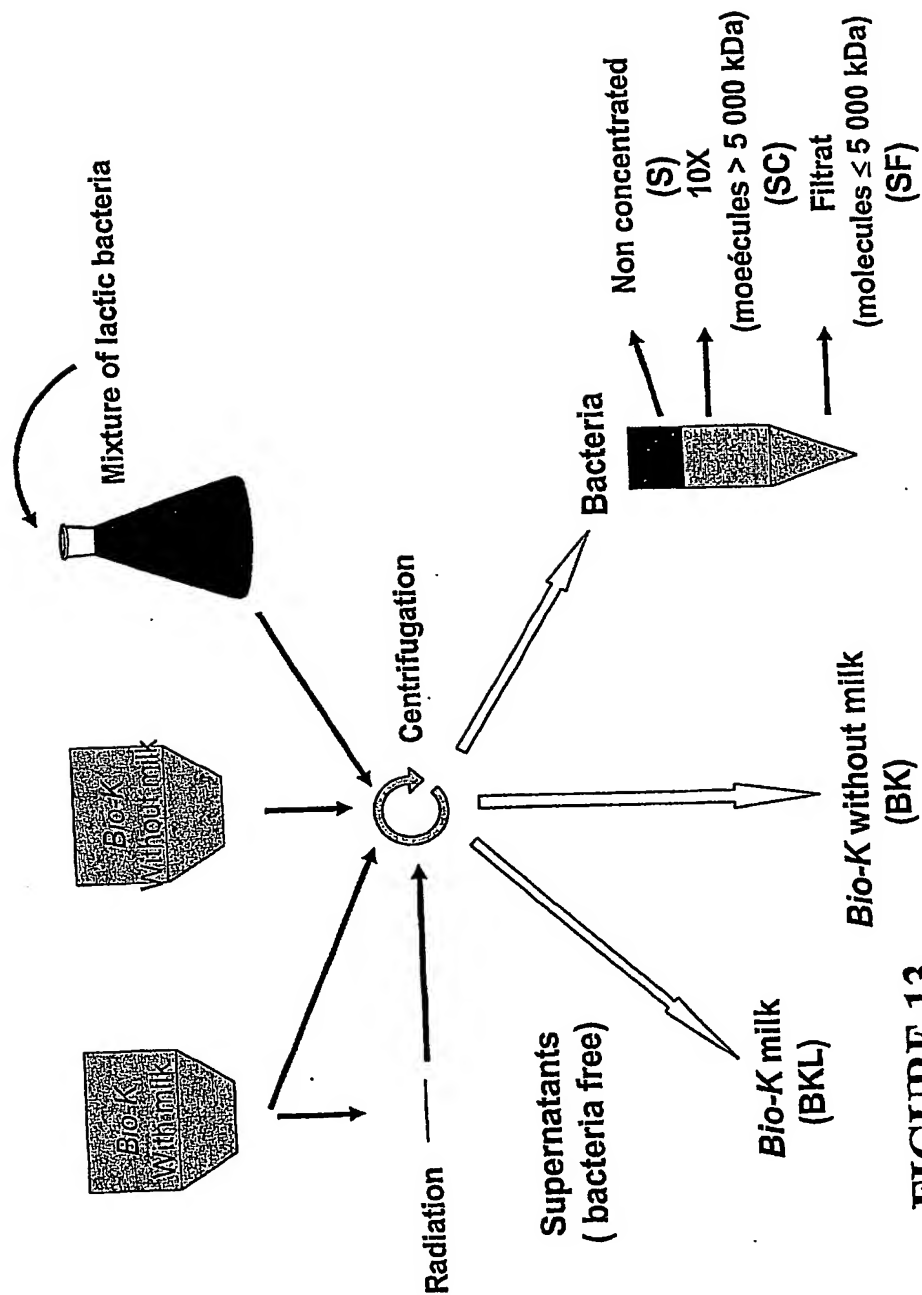 Mixture of lactic bacteria
Bio-K
Without milk
Bio-K
With milk
Centrifugation
Radiation
Supernatants
( bacteria free)
Bacteria
Non concentrated
(S)
10X
(moeécules > 5 000 kDa)
(SC)
Filtrat
(molecules ≤ 5 000 kDa)
(SF)
Bio-K without milk
(BK)
Bio-K milk
(BKL)
FIGURE 13